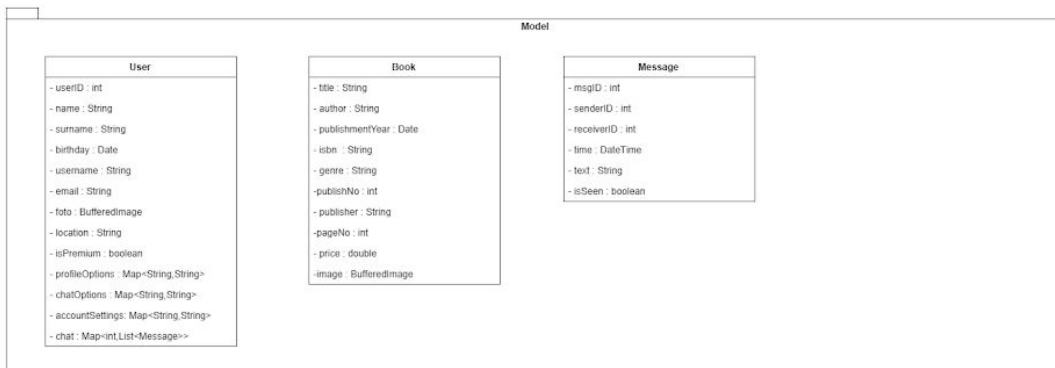 Model
User
- userID : int
- name : String
- surname : String
- birthday : Date
- username : String
- email : String
- foto : BufferedImage
- location : String
- isPremium : boolean
- profileOptions : Map<String,String>
- chatOptions : Map<String,String>
- accountSettings: Map<String,String>
- chat : Map<int,List<Message>>
Book
- title : String
- author : String
- publishmentYear : Date
- isbn : String
- genre : String
-publishNo : int
- publisher : String
-pageNo : int
- price : double
-image : BufferedImage
Message
- msgID : int
- senderID : int
- receiverID : int
- time : DateTime
- text : String
- isSeen : boolean